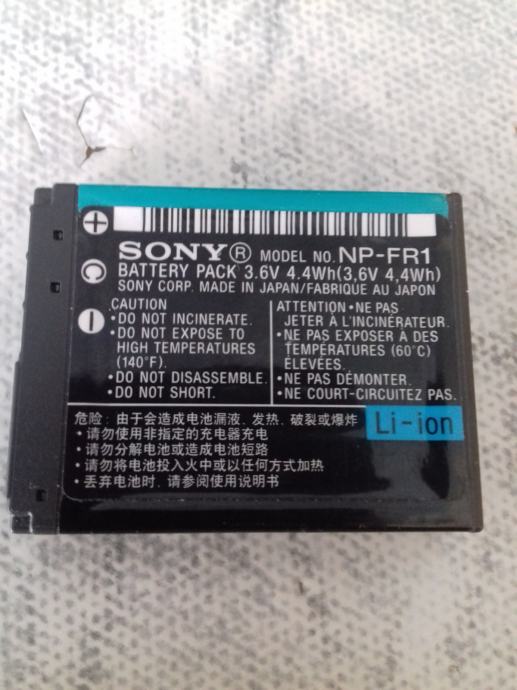 SONY® MODEL NO. NP-FR1
BATTERY PACK 3.6V 4.4Wh(3,6V 4,4Wh)
SONY CORP. MADE IN JAPAN/FABRIQUÉ AU JAPON
CAUTION
•DO NOT INCINERATE.
•DO NOT EXPOSE TO
HIGH TEMPERATURES
(140°F).
•DO NOT DISASSEMBLE.
•DO NOT SHORT.
ATTENTION •NE PAS
JETER À L'INCINÉRATEUR.
•NE PAS EXPOSER À DES
TEMPÉRATURES (60°C)
ÉLEVÉES.
•NE PAS DÉMONTER.
•NE COURT-CIRCUITEZ PAS.
危险: 由于会造成电池漏液、发热、破裂或爆炸
•请勿使用非指定的充电器充电
•请勿分解电池或造成电池短路
•请勿将电池投入火中或以任何方式加热
•丢弃电池时、请参阅使用说明书
Li-ion